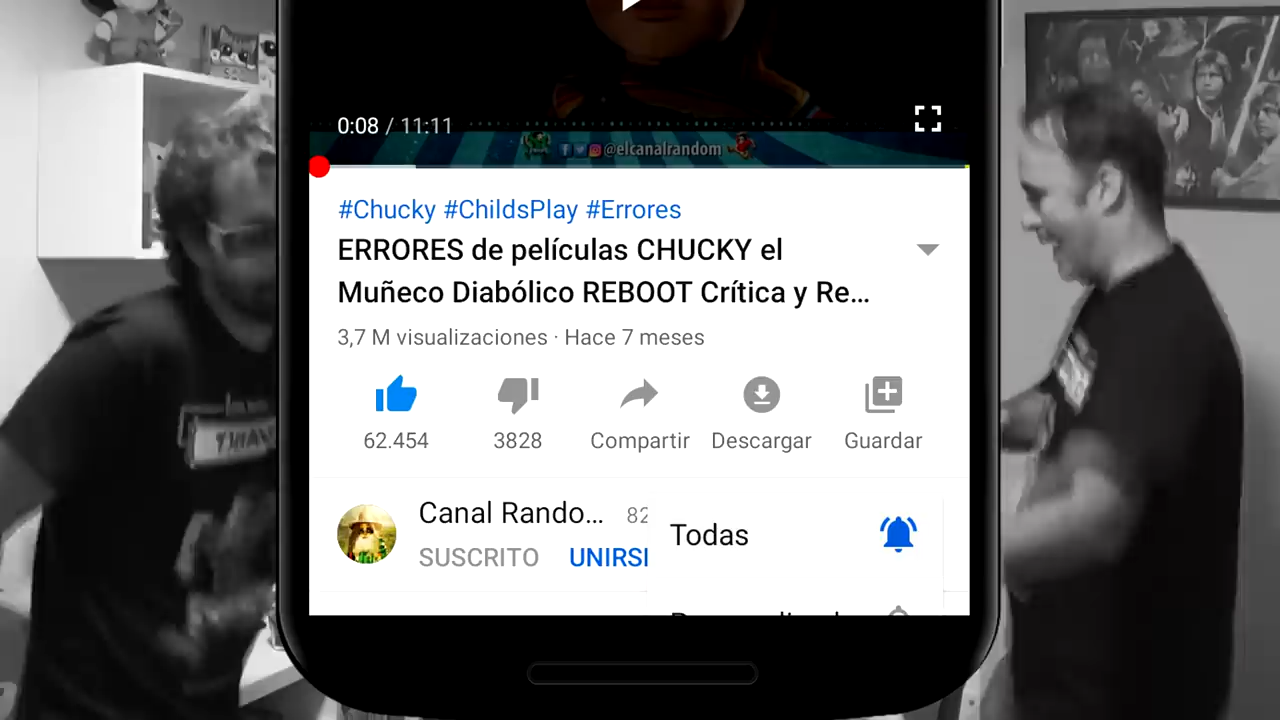 0:08 / 11:11
@elcanalrandom
#Chucky #ChildsPlay #Errores
ERRORES de películas CHUCKY el
Muñeco Diabólico REBOOT Crítica y Re...
3,7 M visualizaciones · Hace 7 meses
62.454
3828
Compartir
Descargar
Guardar
Canal Rando... 82
SUSCRITO UNIRSE
Todas